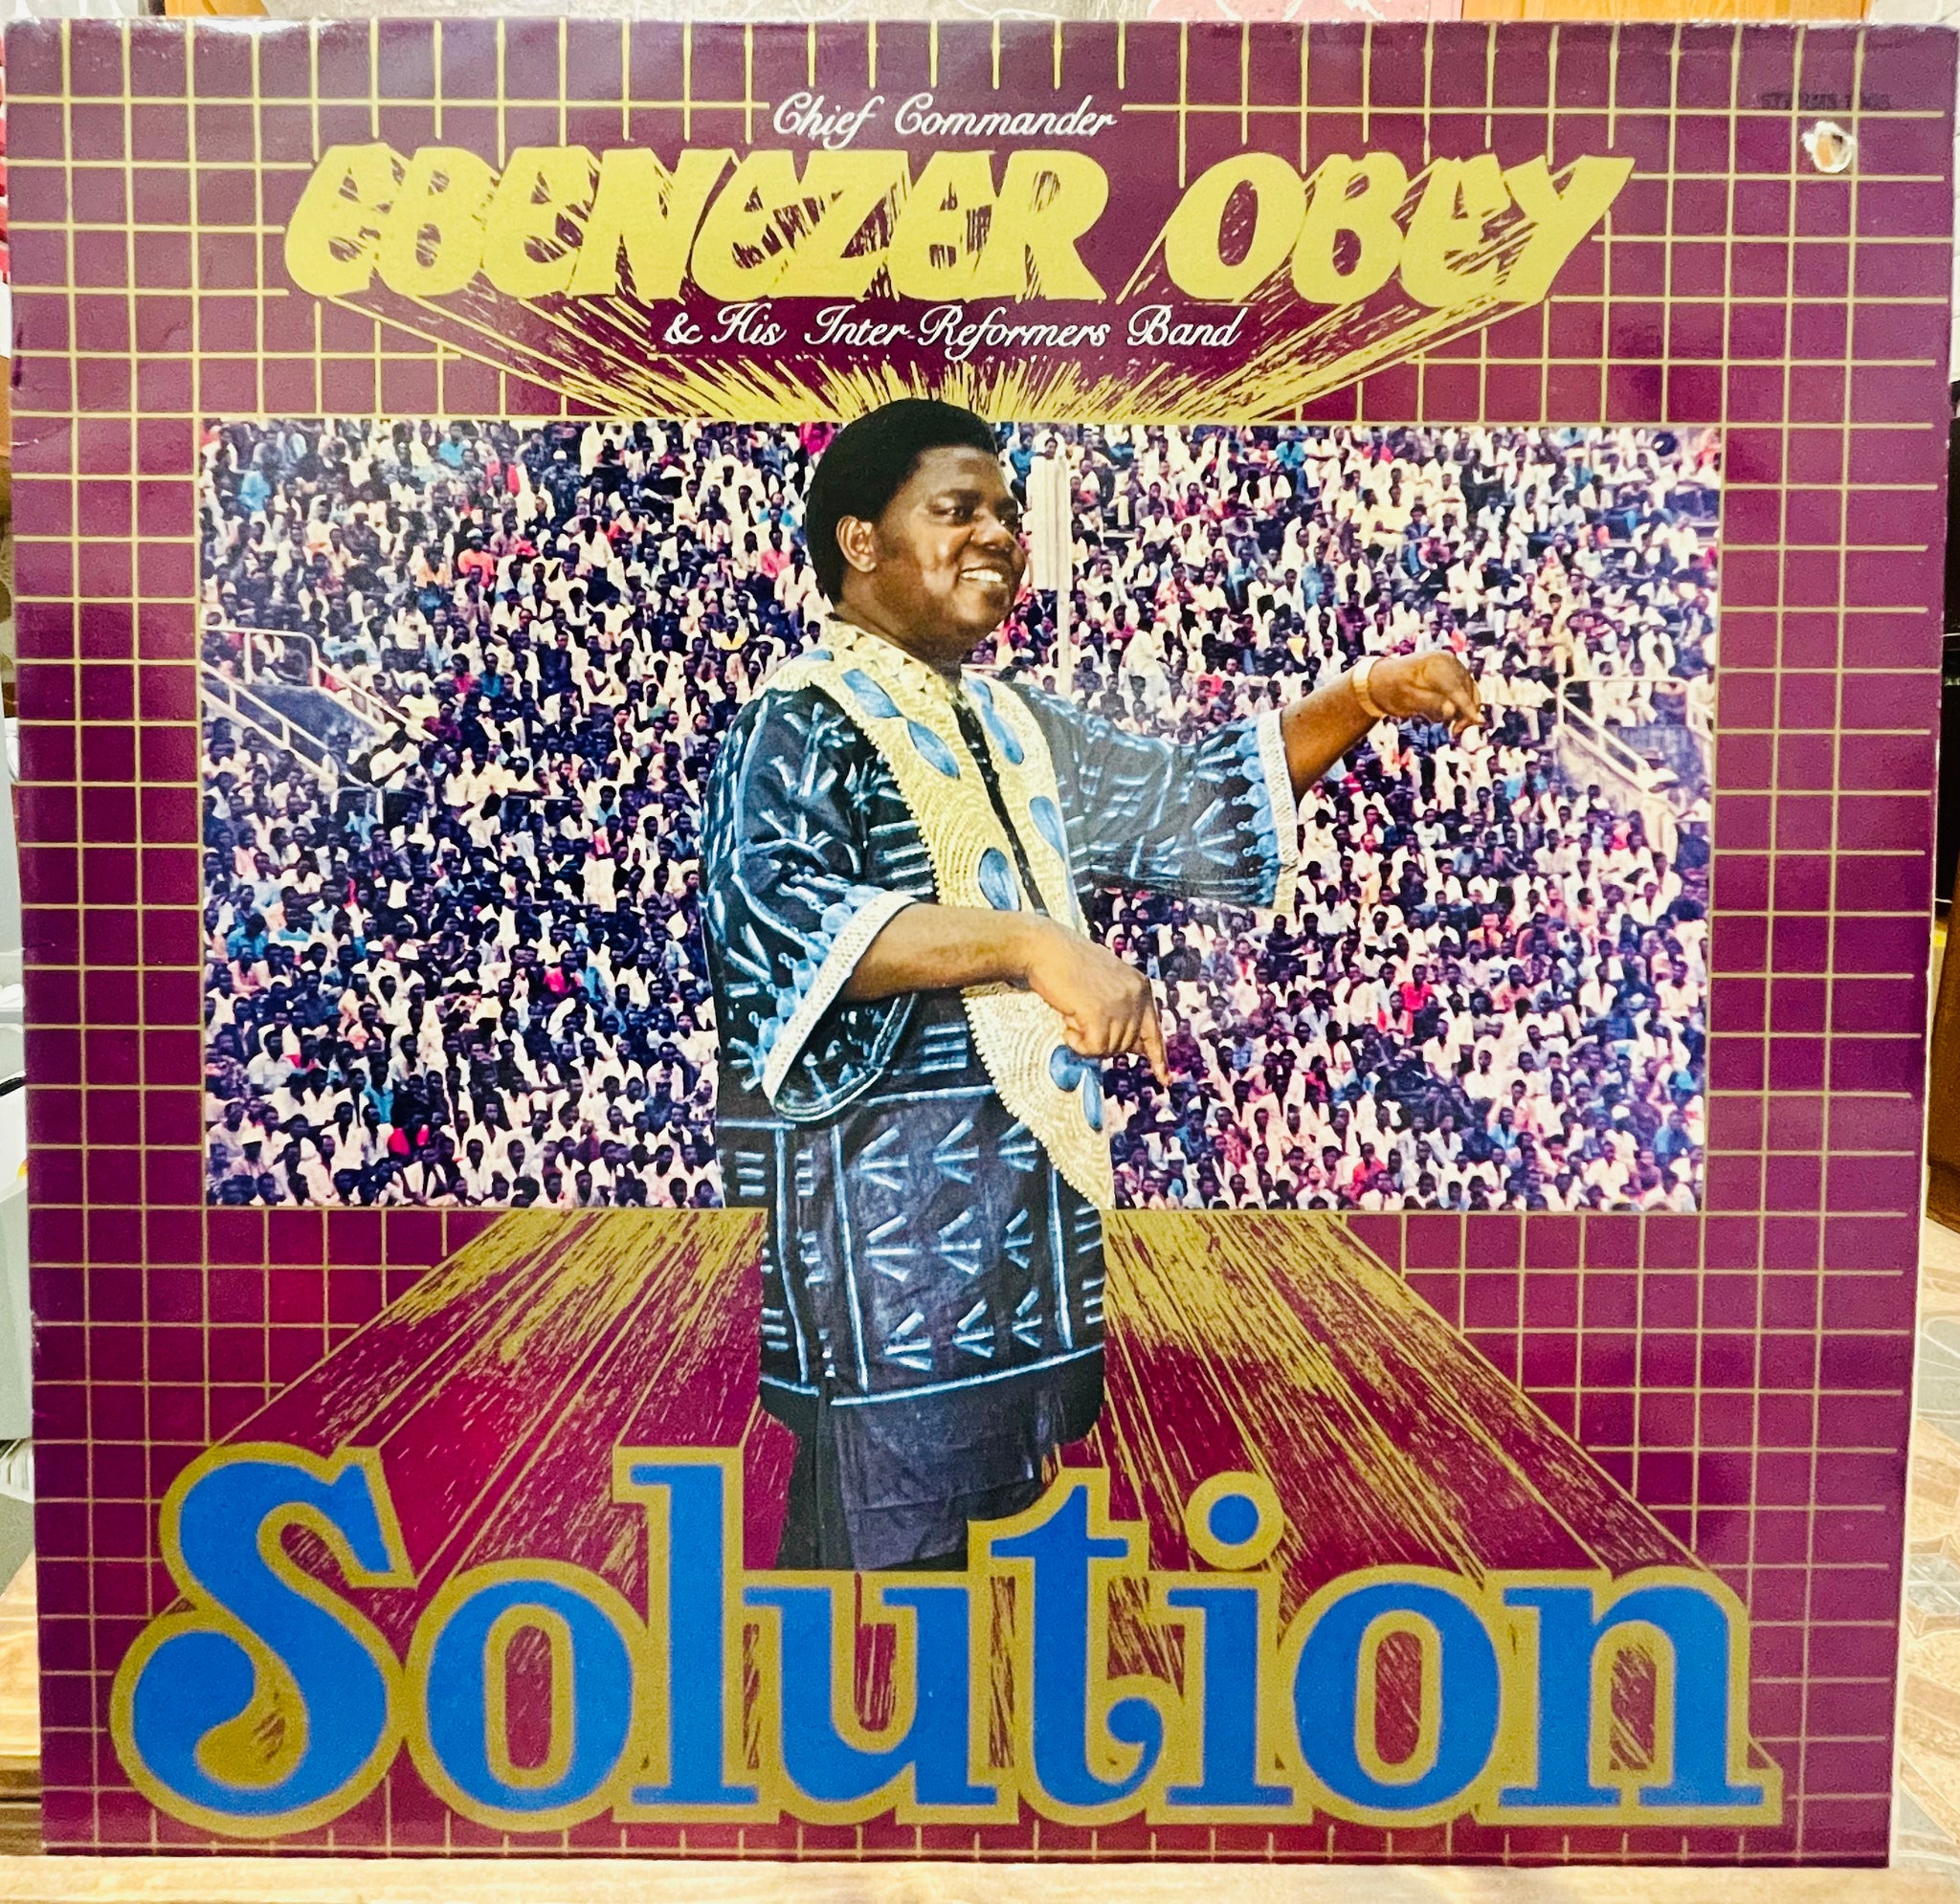 Chief Commander
EBENEZER OBEY
& His Inter-Reformers Band
Solution